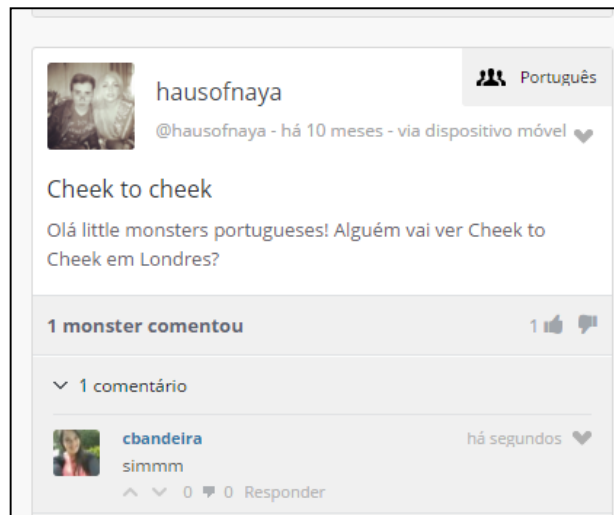 hausofnaya
Português
@hausofnaya - há 10 meses - via dispositivo móvel
Cheek to cheek
Olá little monsters portugueses! Alguém vai ver Cheek to
Cheek em Londres?
1 monster comentou
1
1 comentário
cbandeira
há segundos
simmm
0 0 Responder